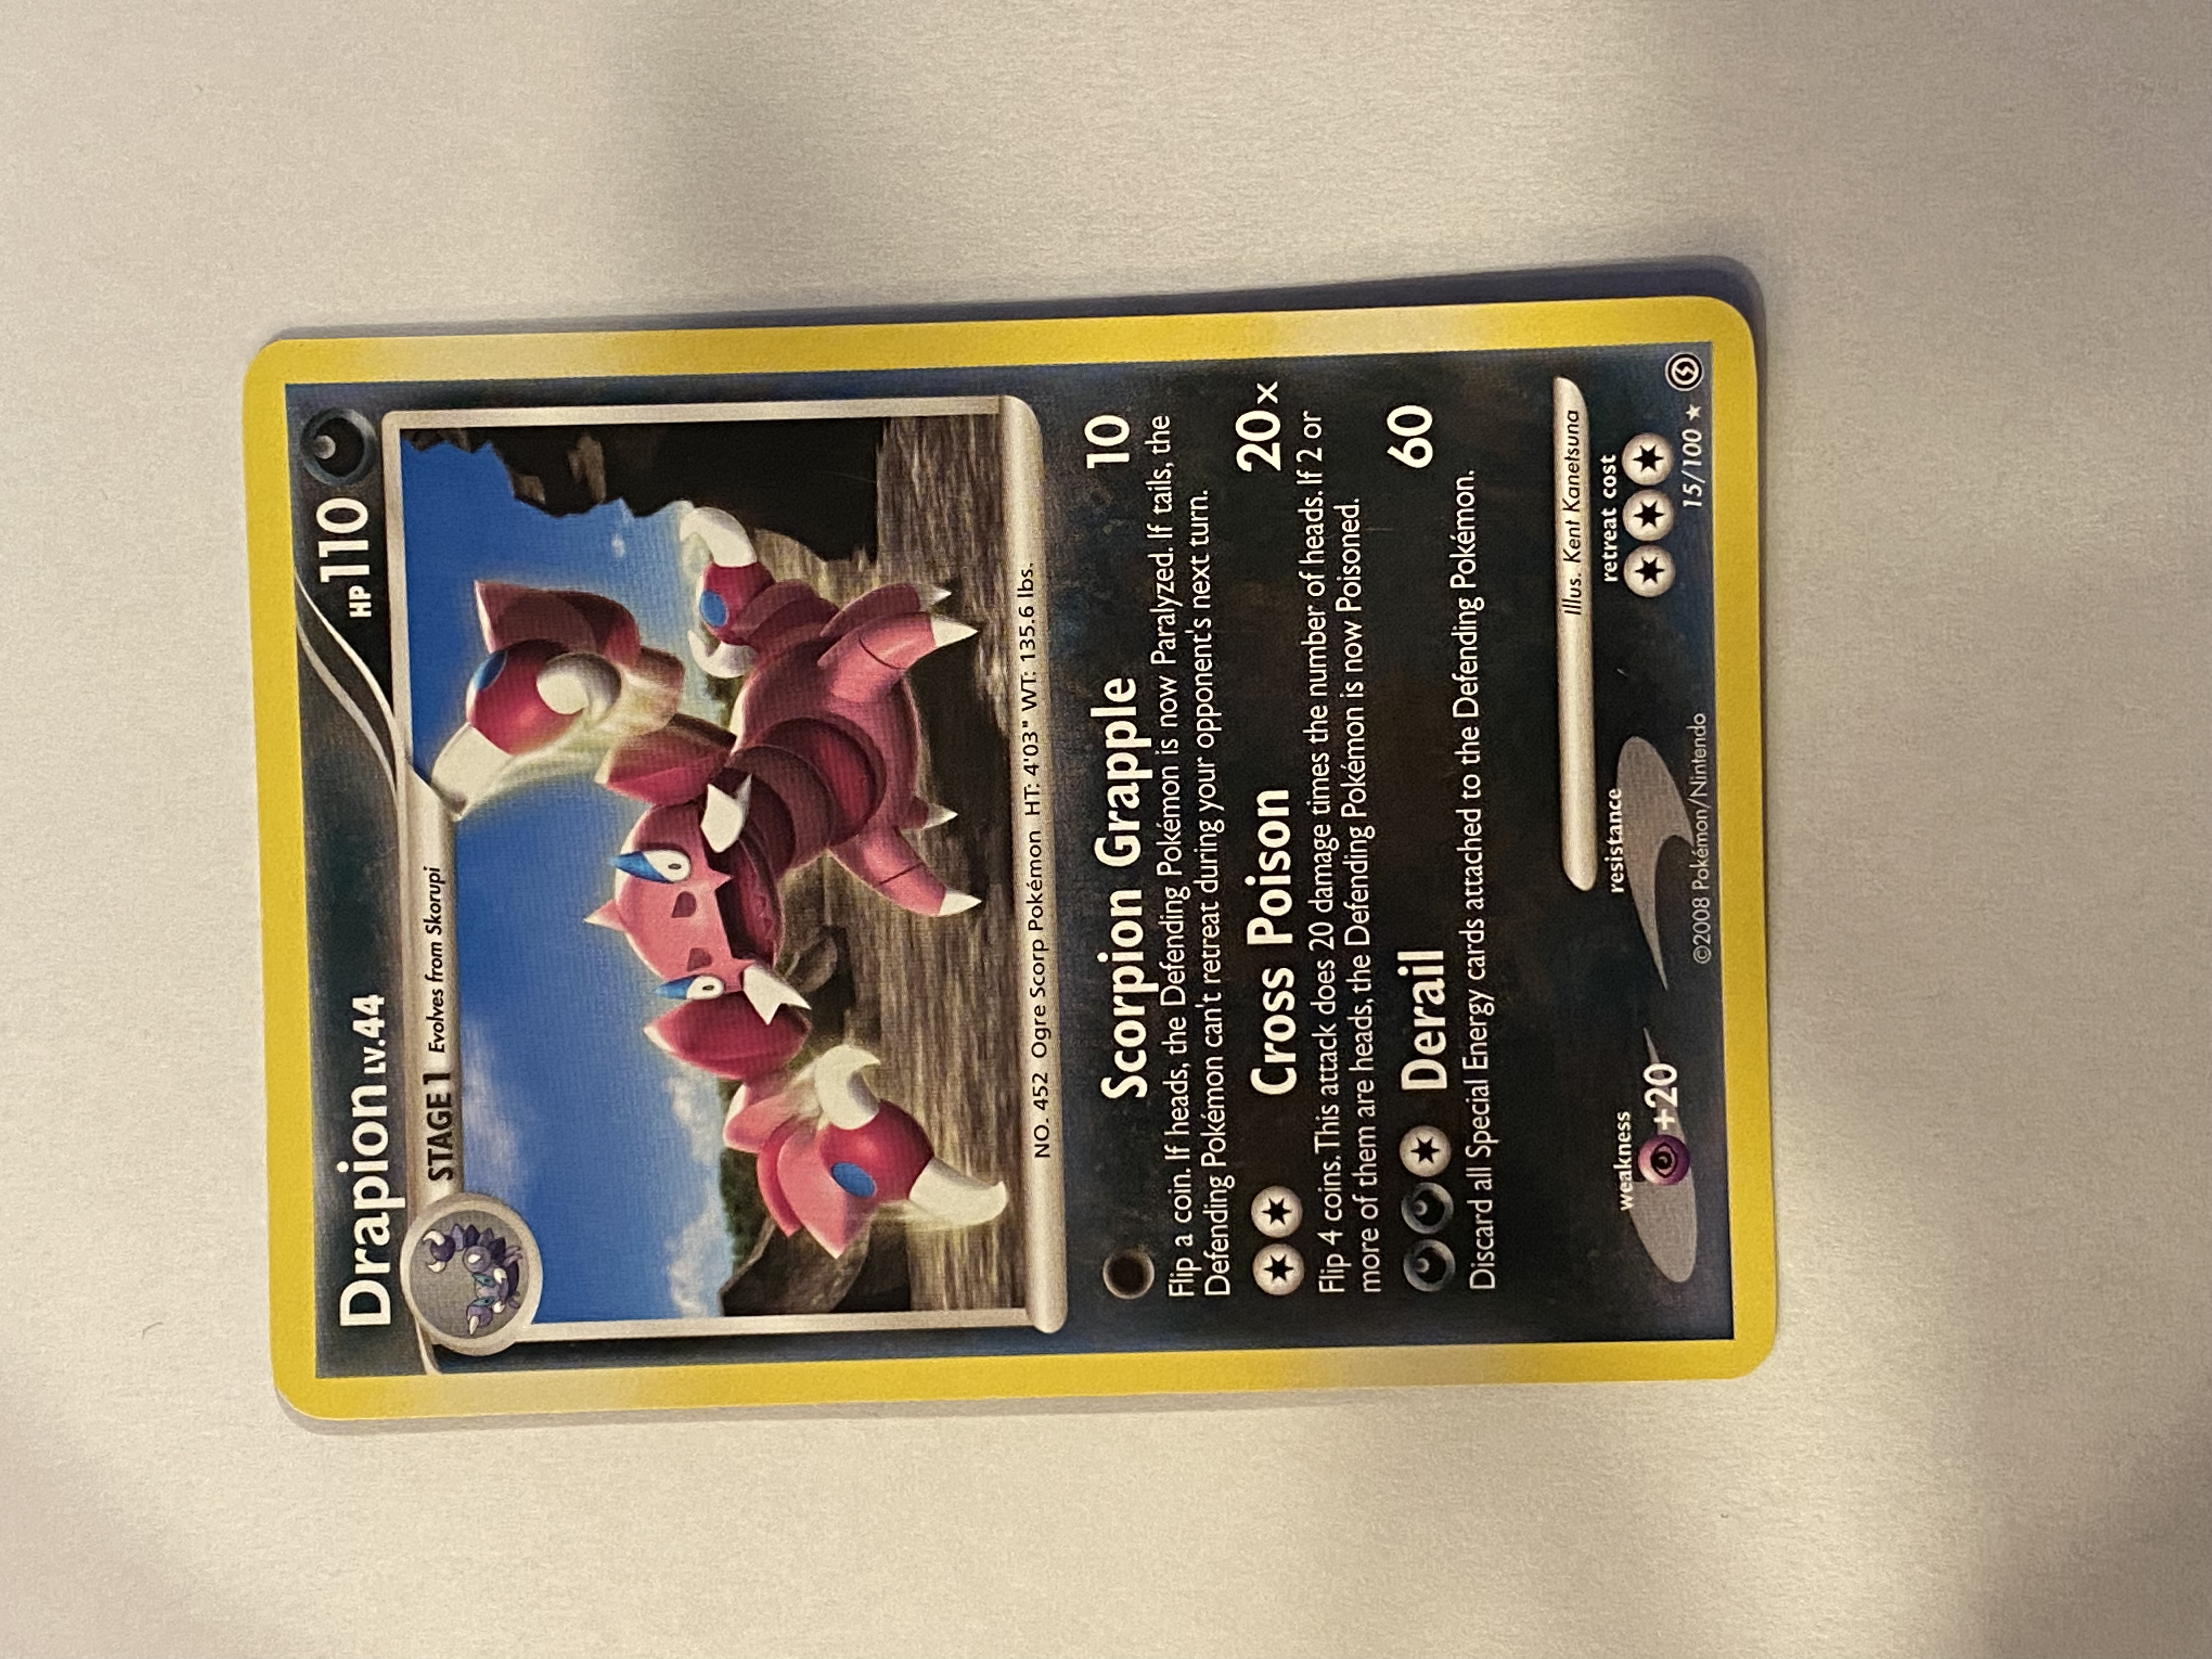 Drapion LV.44 HP 110
STAGE 1 Evolves from Skorupi
NO. 452 Ogre Scorp Pokémon HT: 4'03" WT: 135.6 lbs.
Scorpion Grapple 10
Flip a coin. If heads, the Defending Pokémon is now Paralyzed. If tails, the
Defending Pokémon can't retreat during your opponent's next turn.
Cross Poison 20x
Flip 4 coins. This attack does 20 damage times the number of heads. If 2 or
more of them are heads, the Defending Pokémon is now Poisoned.
Derail 60
Discard all Special Energy cards attached to the Defending Pokémon.
Illus. Kent Kanetsuna
weakness resistance retreat cost
+20
©2008 Pokémon/Nintendo 15/100 ★